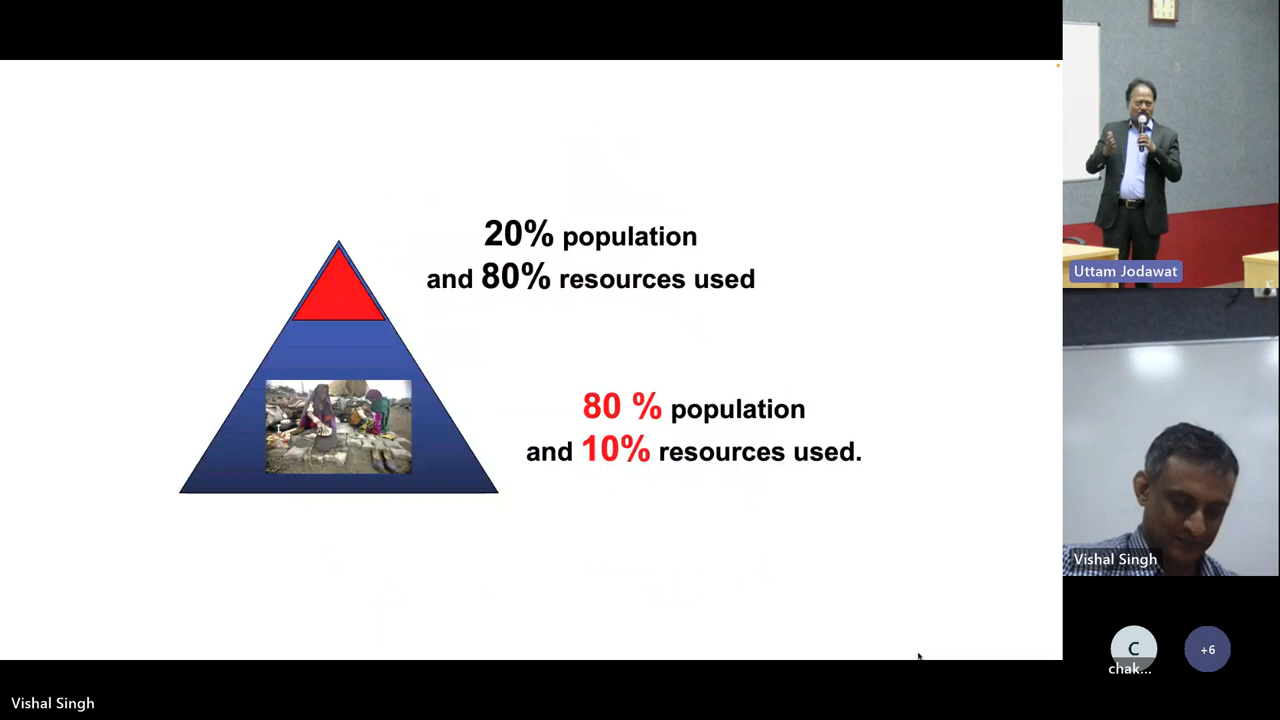 20% population
and 80% resources used
80 % population
and 10% resources used.
Uttam Jodawat
Vishal Singh
C
chak...
+6
Vishal Singh